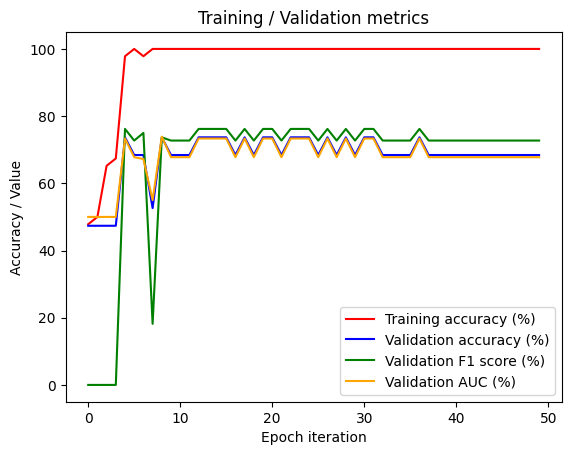 Training / Validation metrics
Accuracy / Value
100
80
60
40
20
0
Training accuracy (%)
Validation accuracy (%)
Validation F1 score (%)
Validation AUC (%)
0 10 20 30 40 50
Epoch iteration